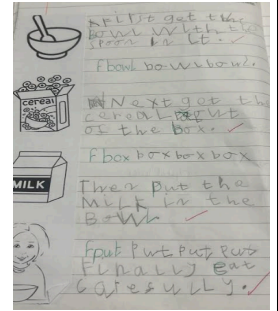 First get the
bowl with the
spoon in it.
f bowl bowl bowl.
cereal
Next get the
cereal out
of the box.
f box box box box
MILK
Then put the
Milk in the
Bowl
fput put put put
Finally eat
carefully.